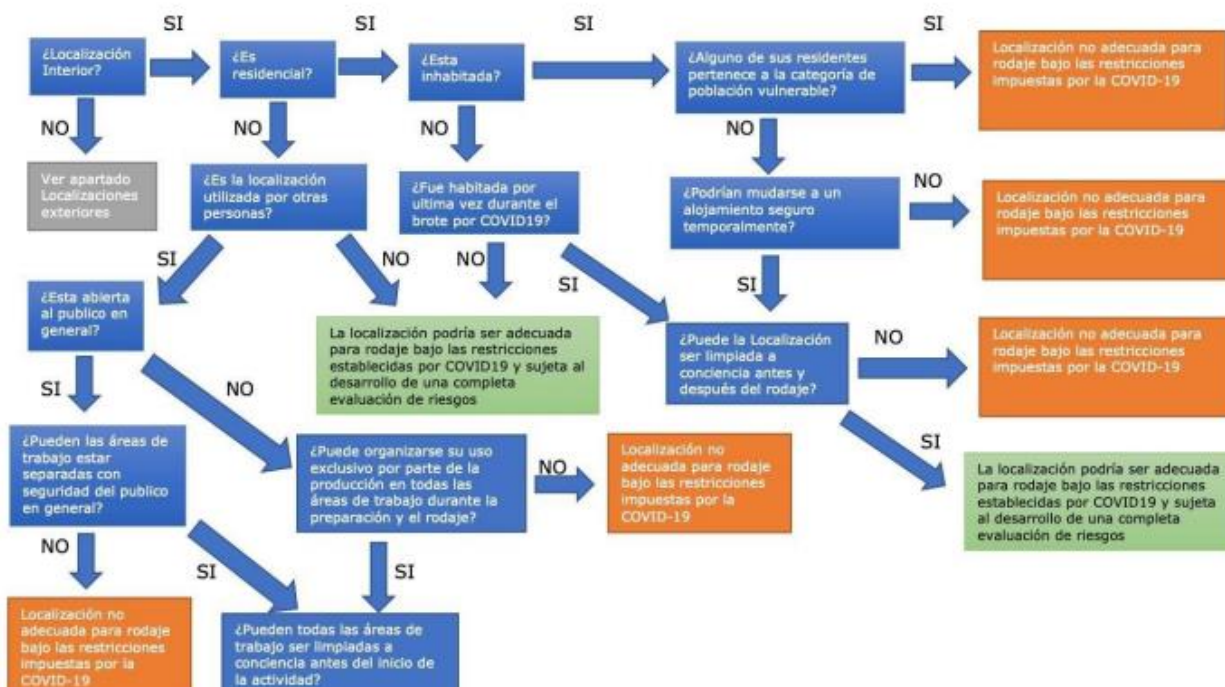 SI
SI
SI
SI
¿Localización
Interior?
¿Es
residencial?
¿Esta
inhabitada?
¿Alguno de sus residentes
pertenece a la categoría de
población vulnerable?
Localización no adecuada para
rodaje bajo las restricciones
impuestas por la COVID-19
NO
NO
NO
NO
Ver apartado
Localizaciones
exteriores
¿Es la localización
utilizada por otras
personas?
¿Fue habitada por
ultima vez durante el
brote por COVID19?
¿Podrían mudarse a un
alojamiento seguro
temporalmente?
NO
Localización no adecuada para
rodaje bajo las restricciones
impuestas por la COVID-19
SI
NO
NO
SI
SI
¿Esta abierta
al publico en
general?
La localización podría ser adecuada
para rodaje bajo las restricciones
establecidas por COVID19 y sujeta al
desarrollo de una completa
evaluación de riesgos
¿Puede la Localización
ser limpiada a
conciencia antes y
después del rodaje?
NO
Localización no adecuada para
rodaje bajo las restricciones
impuestas por la COVID-19
SI
NO
SI
¿Pueden las áreas de
trabajo estar
separadas con
seguridad del publico
en general?
¿Puede organizarse su uso
exclusivo por parte de la
producción en todas las
áreas de trabajo durante la
preparación y el rodaje?
NO
Localización no
adecuada para rodaje
bajo las restricciones
impuestas por la
COVID-19
La localización podría ser adecuada
para rodaje bajo las restricciones
establecidas por COVID19 y sujeta
al desarrollo de una completa
evaluación de riesgos
NO
SI
SI
Localización no
adecuada para rodaje
bajo las restricciones
impuestas por la
COVID-19
¿Pueden todas las áreas de
trabajo ser limpiadas a
conciencia antes del inicio de
la actividad?